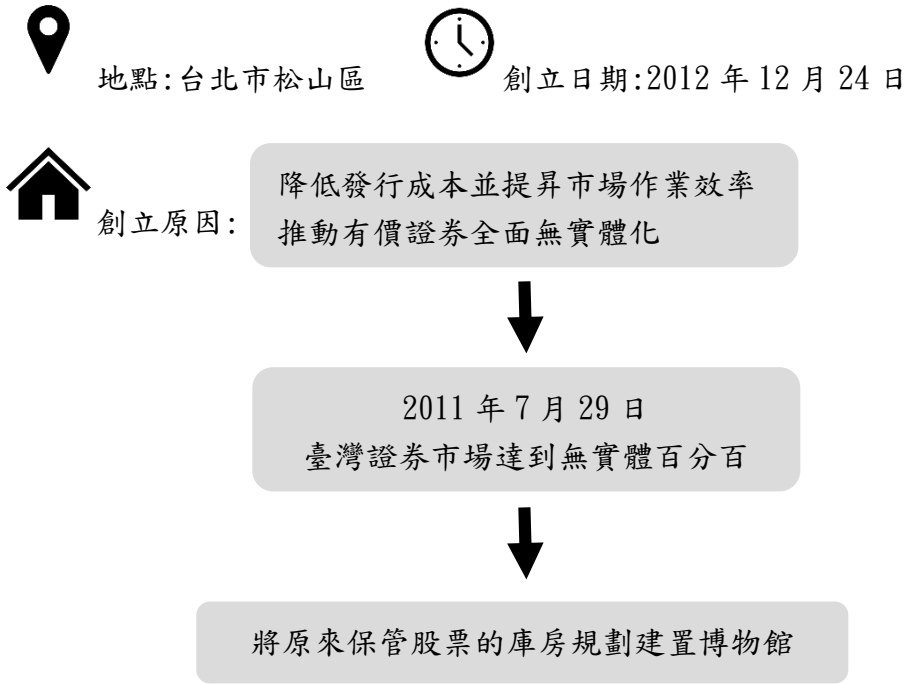 地點:台北市松山區
創立日期:2012 年 12 月 24 日
創立原因:
降低發行成本並提昇市場作業效率
推動有價證券全面無實體化
2011 年 7 月 29 日
臺灣證券市場達到無實體百分百
將原來保管股票的庫房規劃建置博物館